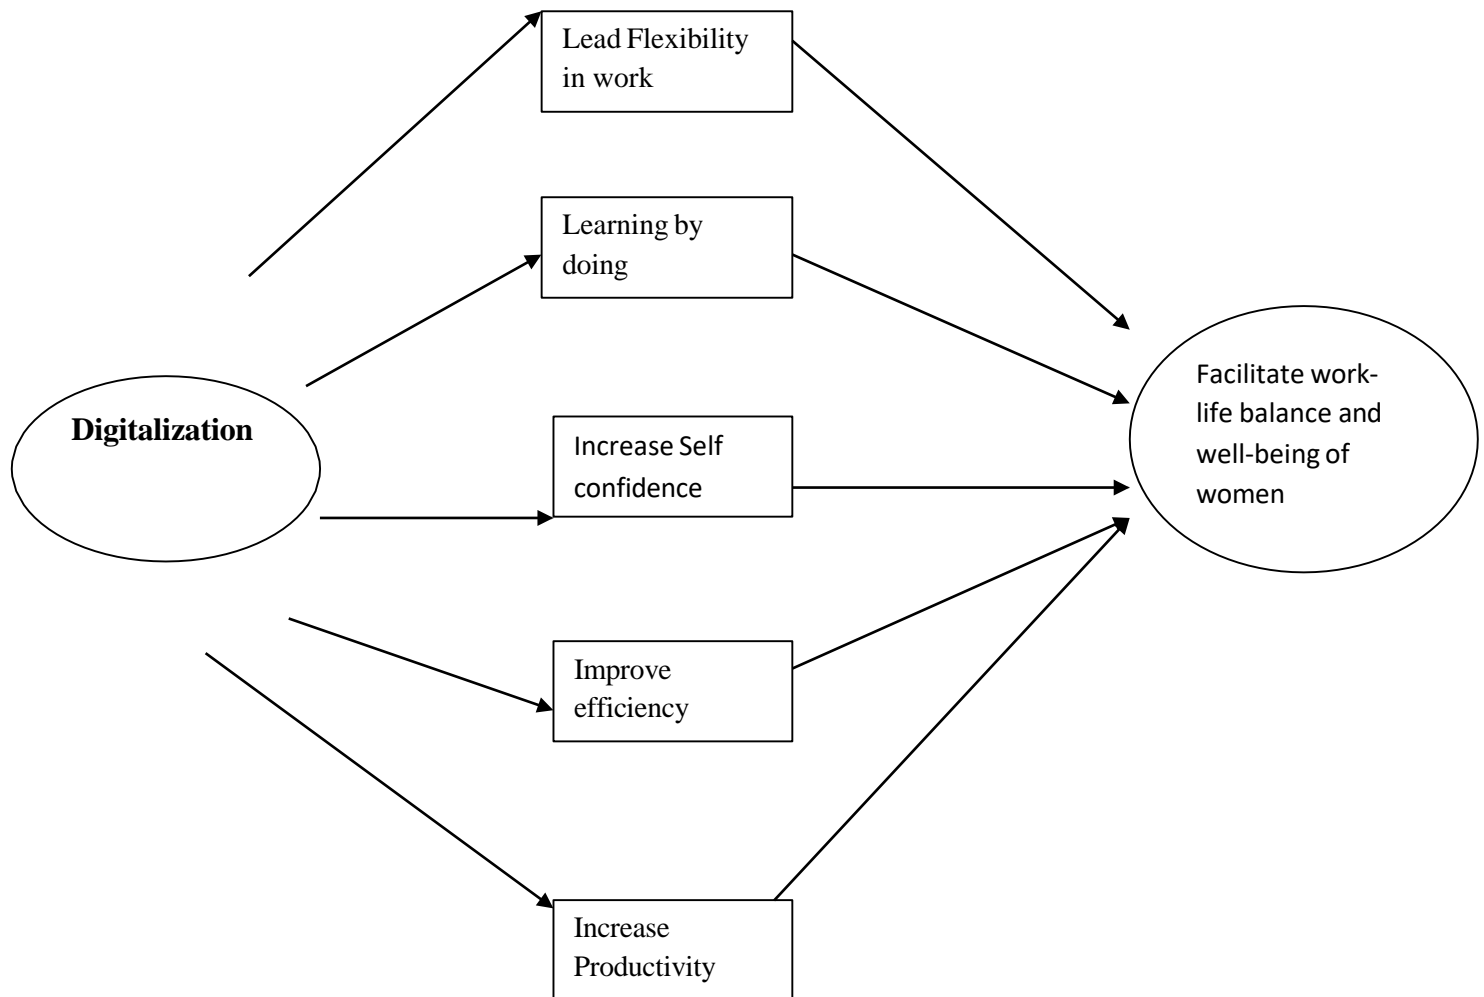 Lead Flexibility
in work
Learning by
doing
Digitalization
Increase Self
confidence
Facilitate work-
life balance and
well-being of
women
Improve
efficiency
Increase
Productivity